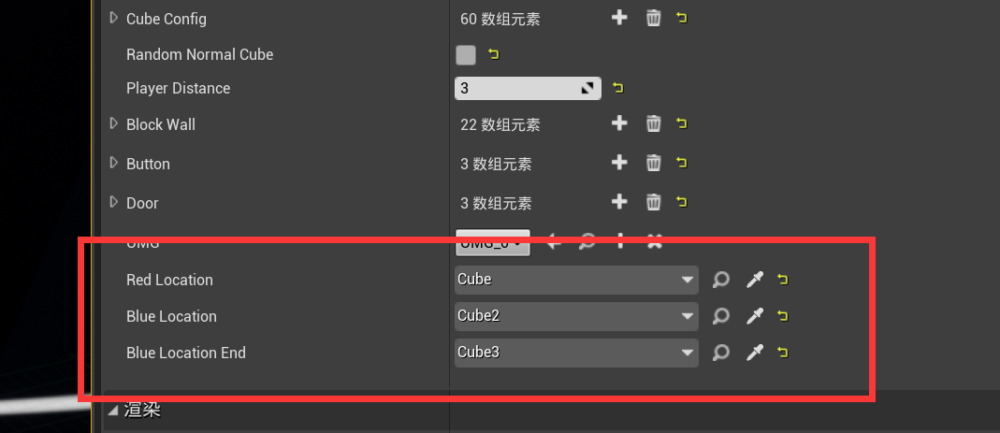 Cube Config 60 数组元素
Random Normal Cube
Player Distance 3
Block Wall 22 数组元素
Button 3 数组元素
Door 3 数组元素
UMG UMG_0
Red Location Cube
Blue Location Cube2
Blue Location End Cube3
渲染